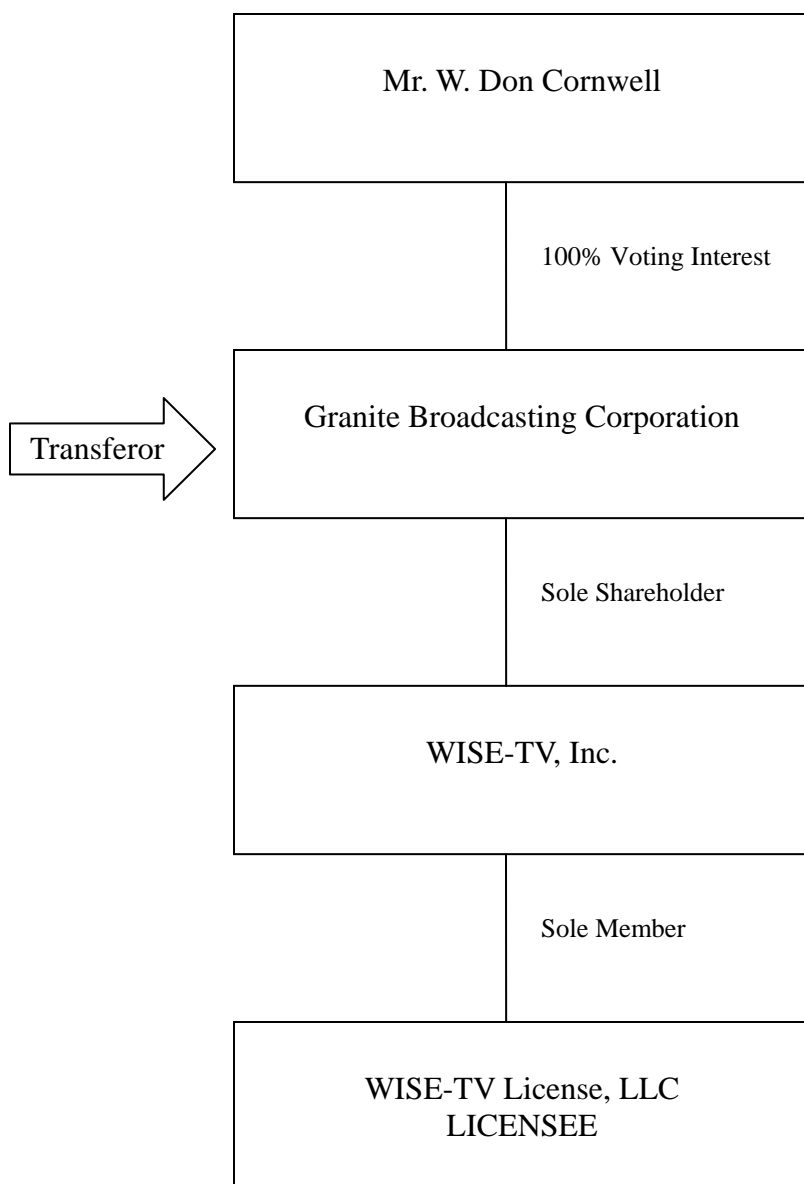 Mr. W. Don Cornwell
100% Voting Interest
Granite Broadcasting Corporation
Transferor
Sole Shareholder
WISE-TV, Inc.
Sole Member
WISE-TV License, LLC
LICENSEE